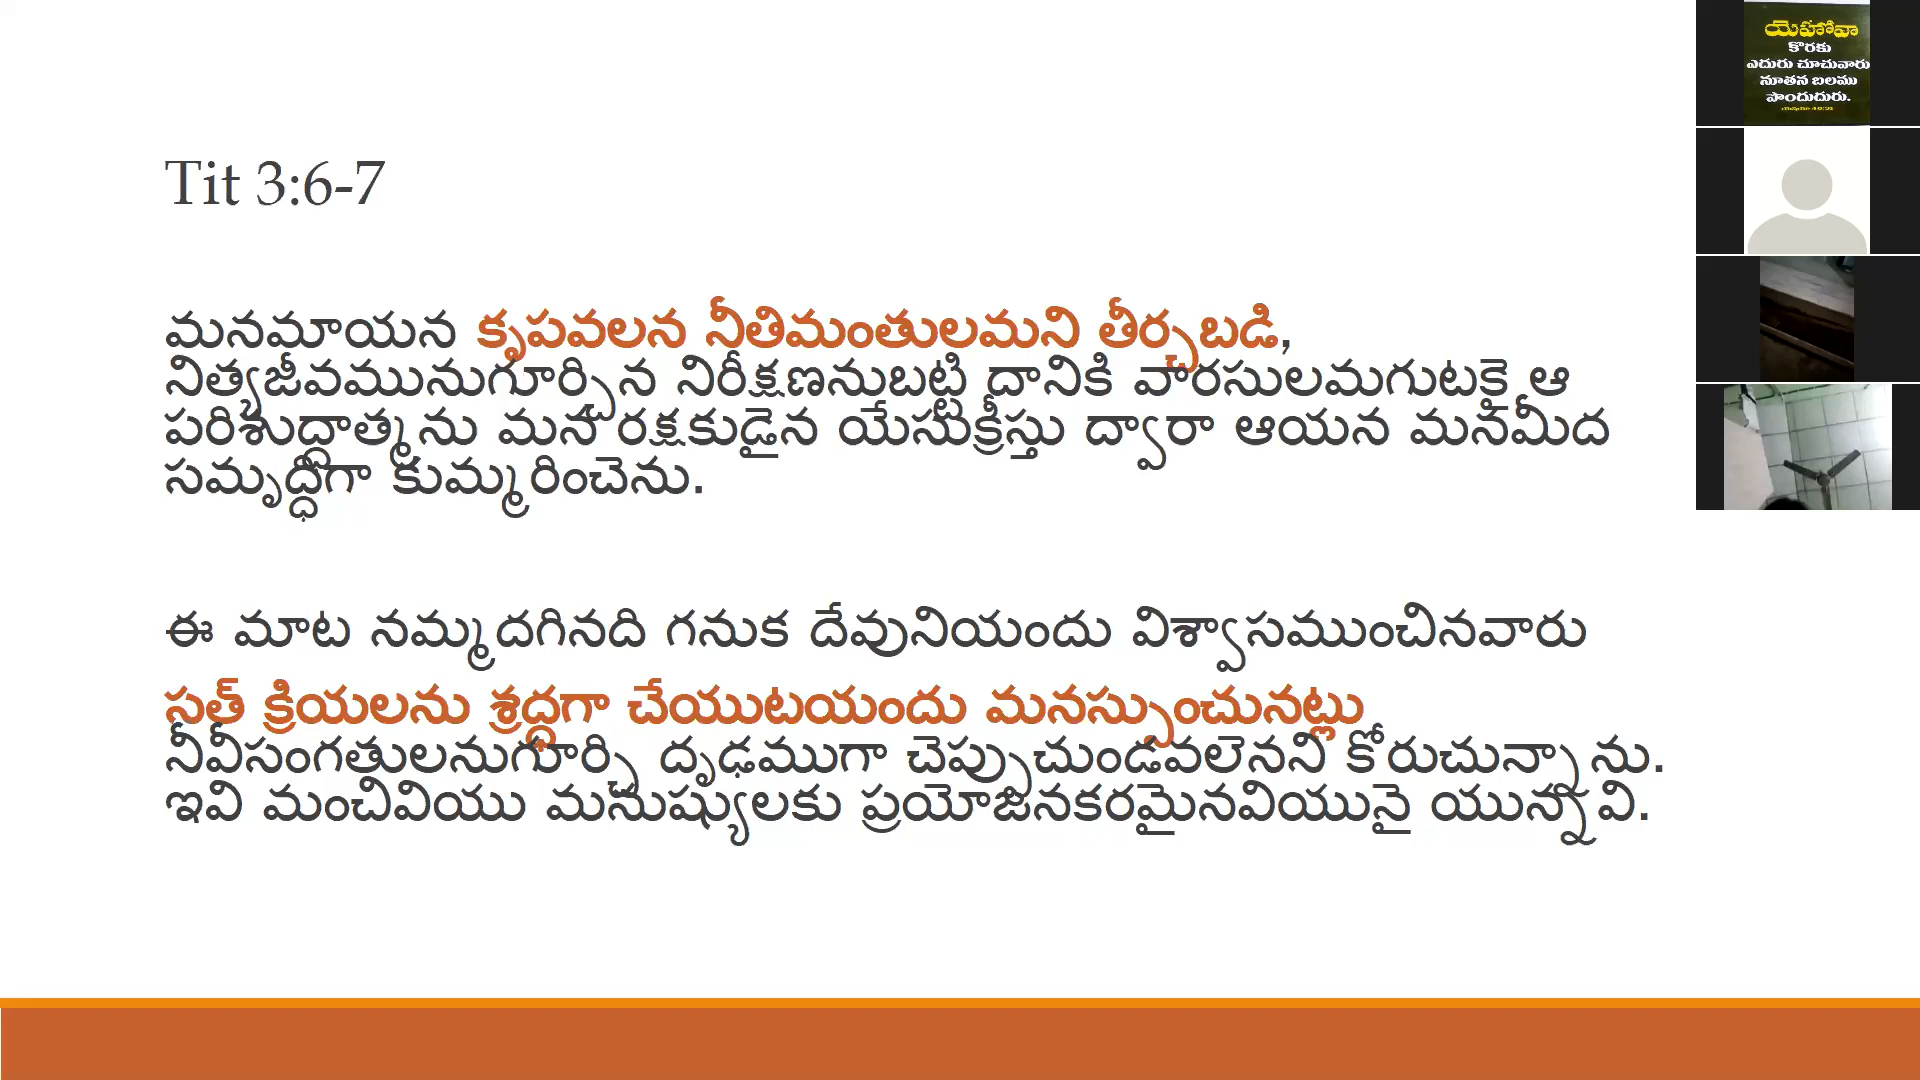 Tit 3:6-7
మనమాయన కృపవలన నీతిమంతులమని తీర్చబడి,
నిత్యజీవమునుగూర్చిన నిరీక్షణనుబట్టి దానికి వారసులమగుటకై ఆ
పరిశుద్ధాత్మను మన రక్షకుడైన యేసుక్రీస్తు ద్వారా ఆయన మనమీద
సమృద్ధిగా కుమ్మరించెను.
ఈ మాట నమ్మదగినది గనుక దేవునియందు విశ్వాసముంచినవారు
సత్ క్రియలను శ్రద్ధగా చేయుటయందు మనస్సుంచునట్లు
నీవీసంగతులనుగూర్చి దృఢముగా చెప్పుచుండవలెనని కోరుచున్నాను.
ఇవి మంచివియు మనుష్యులకు ప్రయోజనకరమైనవియునై యున్నవి.
యెహోవా
కొరకు
ఎదురు చూచువారు
నూతన బలము
పొందుదురు.